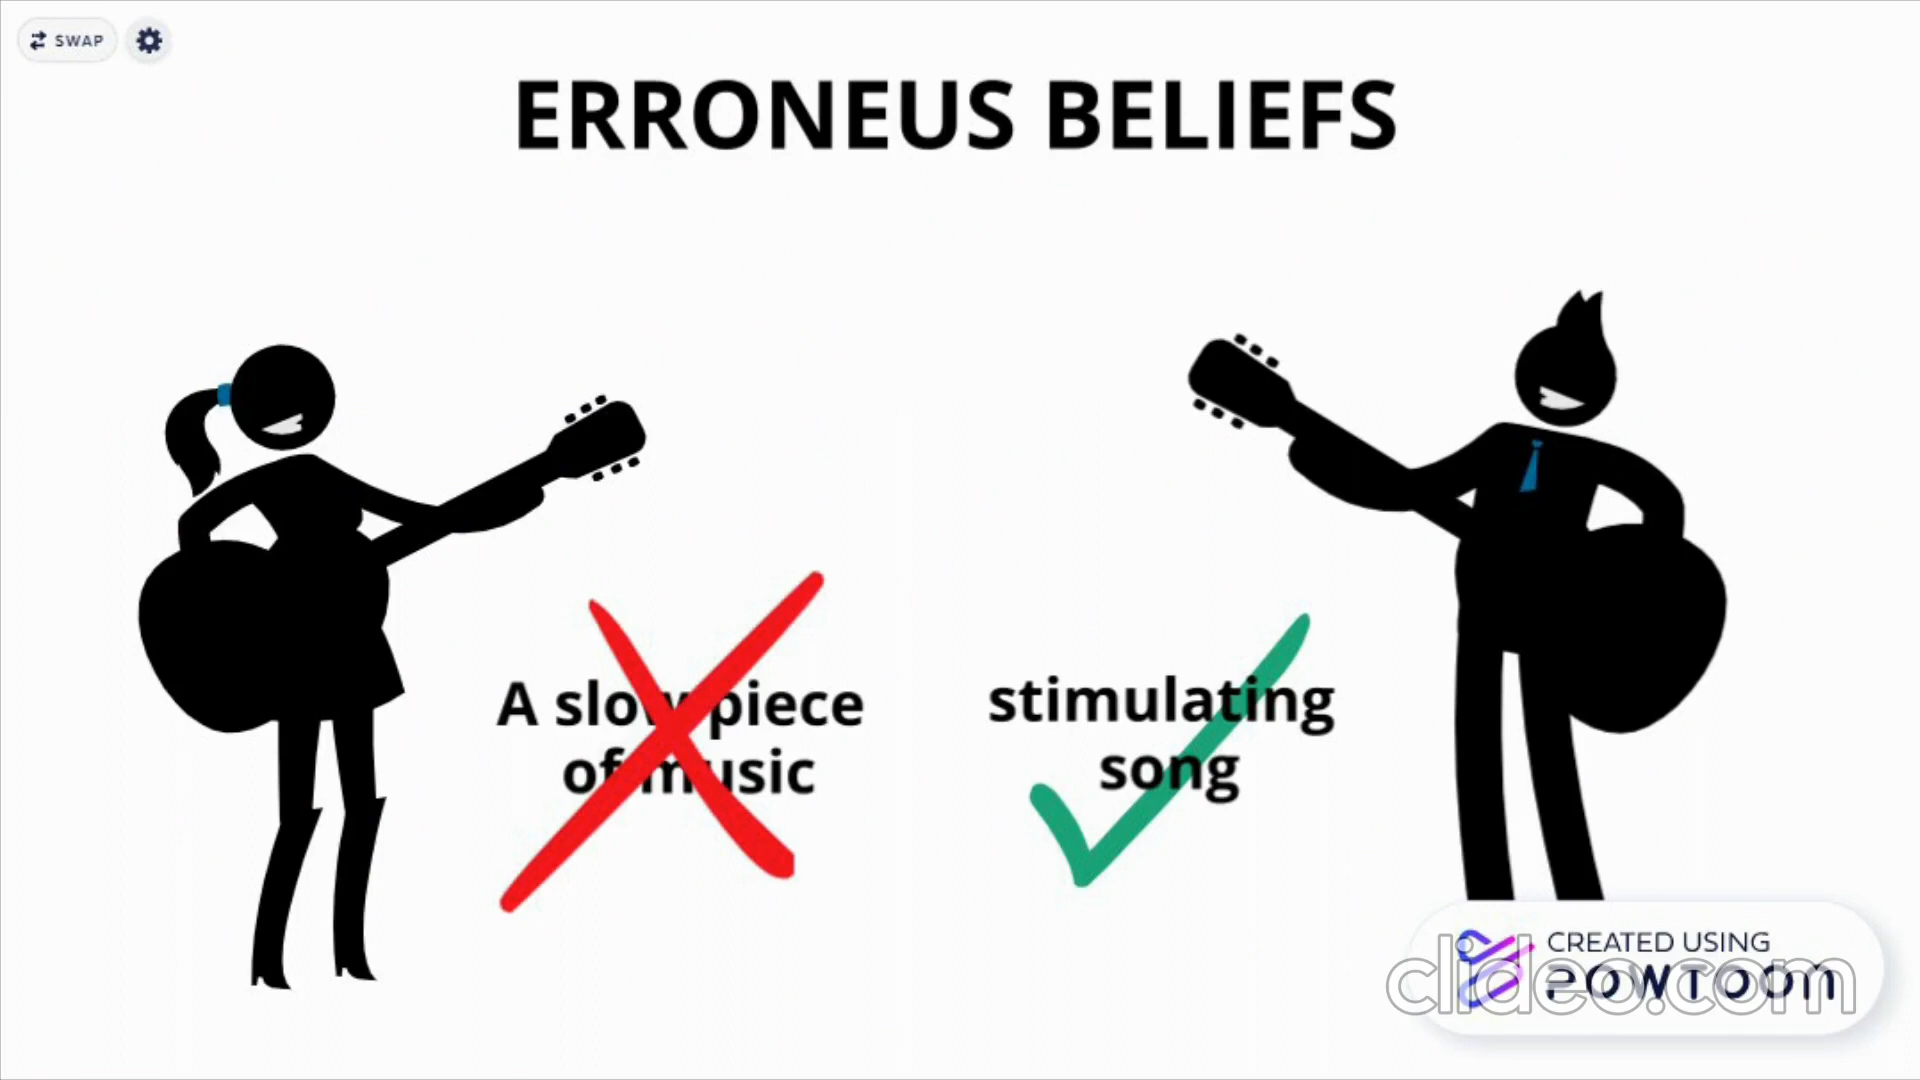 SWAP
ERRONEUS BELIEFS
A slow piece
of music
stimulating
song
CREATED USING
POWTOON
clideo.com